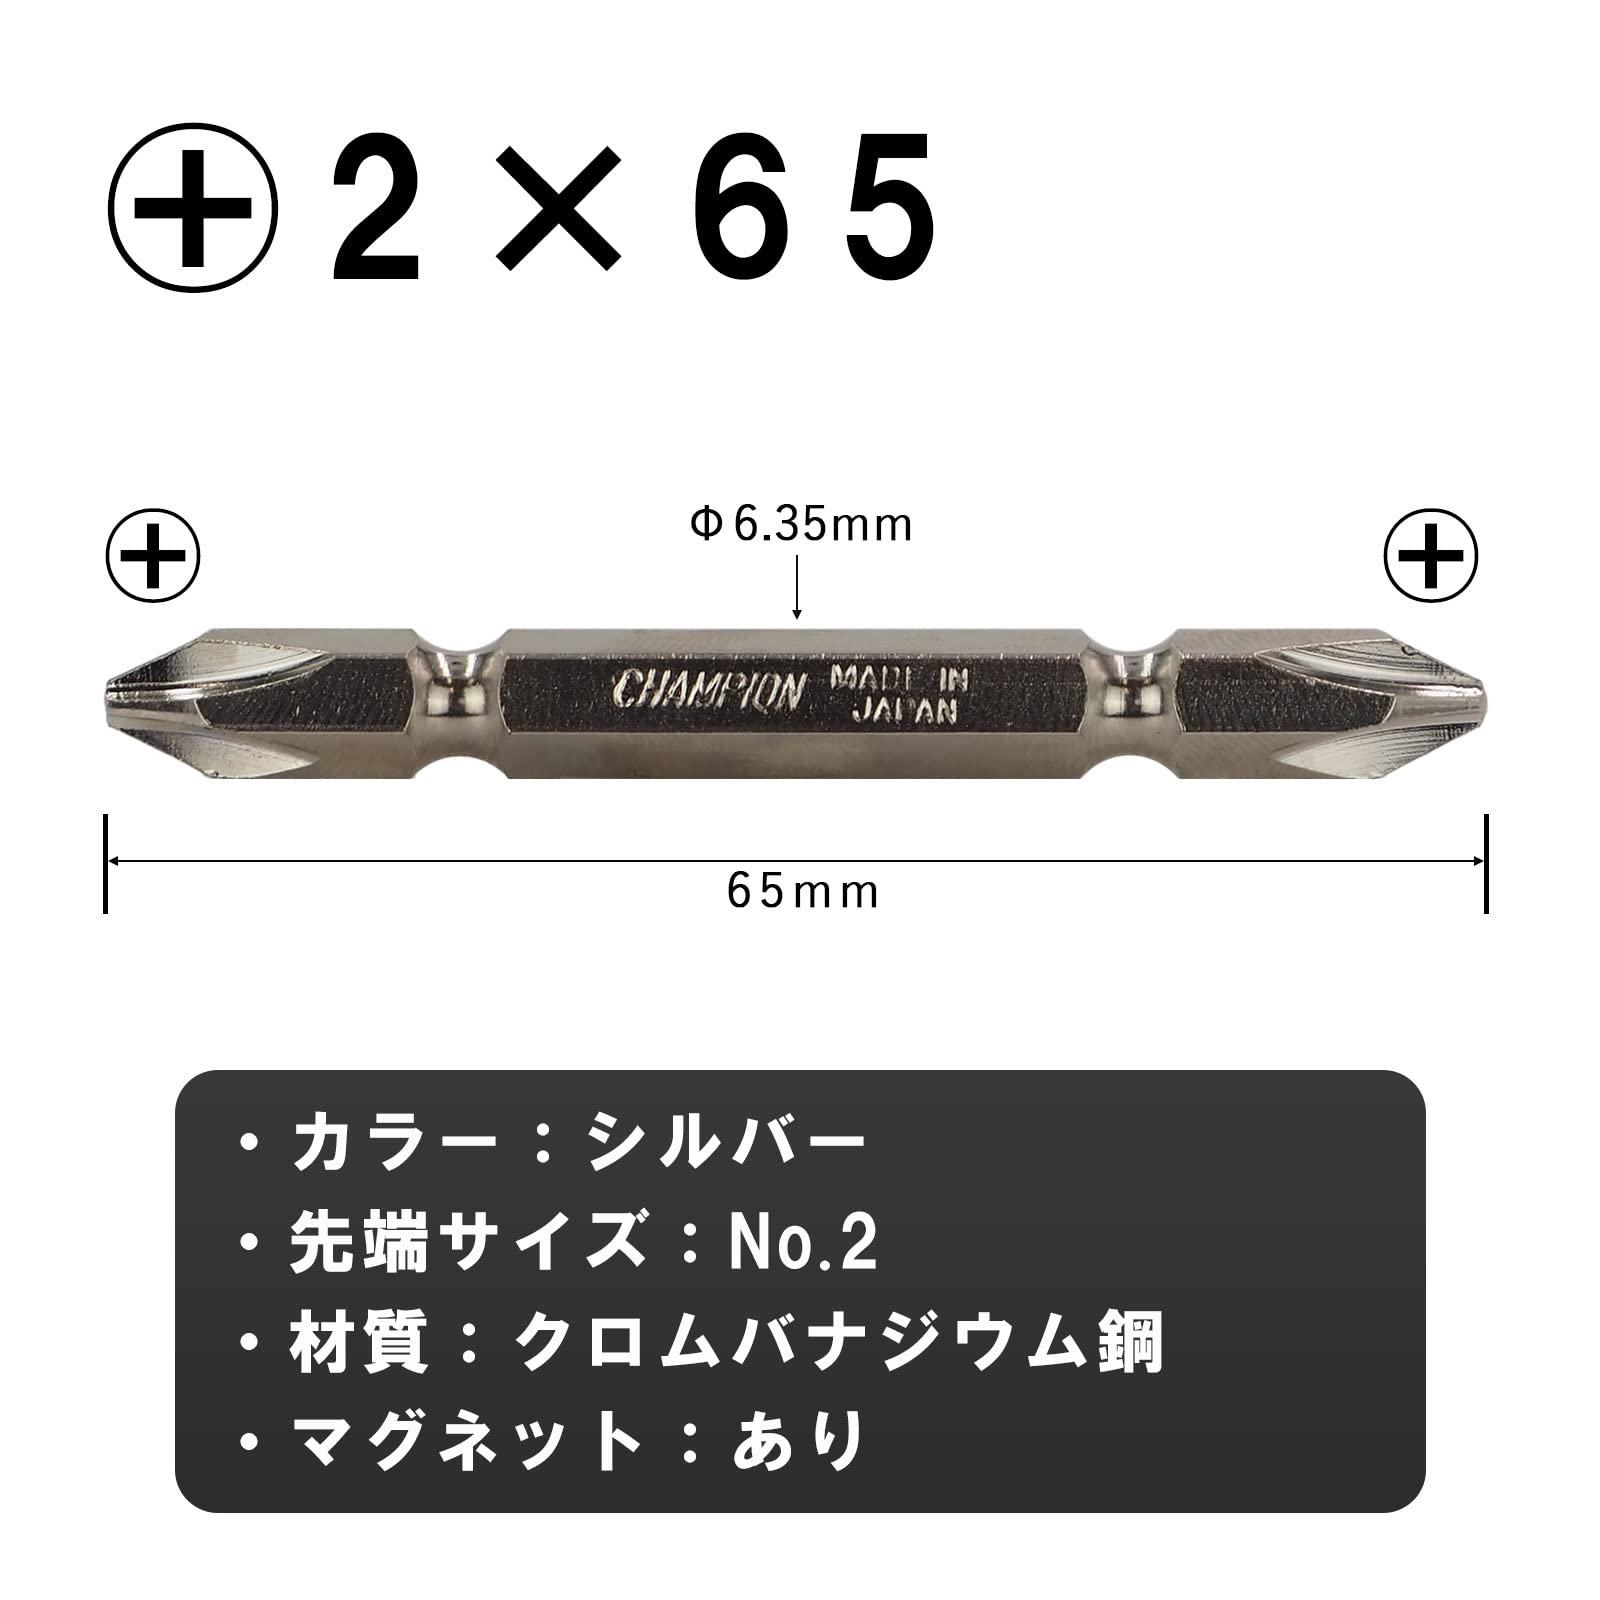 ⊕2×65
Φ6.35mm
CHAMPION MADE IN
JAPAN
65mm
・カラー：シルバー
・先端サイズ：No.2
・材質：クロムバナジウム鋼
・マグネット：あり